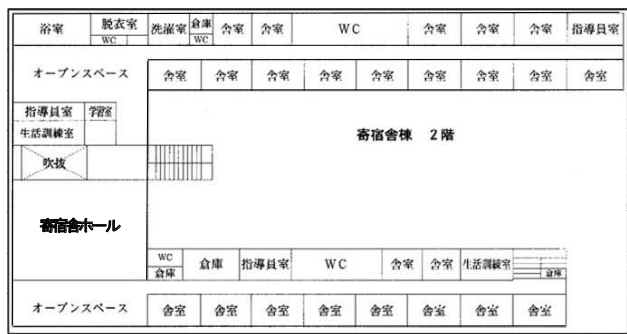 浴室 脱衣室 洗濯室 倉庫 舎室 舎室 WC 舎室 舎室 舎室 指導員室
WC WC
オープンスペース 舎室 舎室 舎室 舎室 舎室 舎室 舎室 舎室 舎室
指導員室 学習室
生活訓練室
寄宿舎棟 2階
吹抜
寄宿舎ホール
WC 倉庫 指導員室 WC 舎室 舎室 生活訓練室
倉庫 倉庫
オープンスペース 舎室 舎室 舎室 舎室 舎室 舎室 舎室 舎室